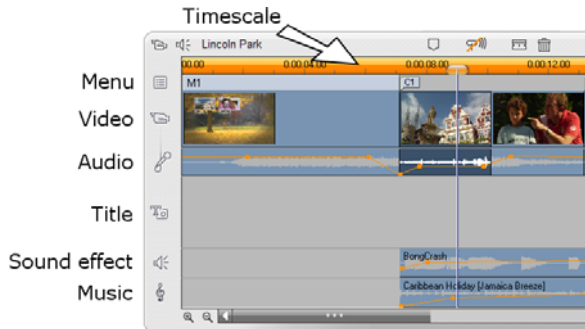 Timescale
Lincoln Park
00.00 0.00.04.00 0.00.08.00 0.00.12.00
Menu
M1 C1
Video
Audio
Title
Sound effect
BongCrash
Music
Caribbean Holiday [Jamaica Breeze]